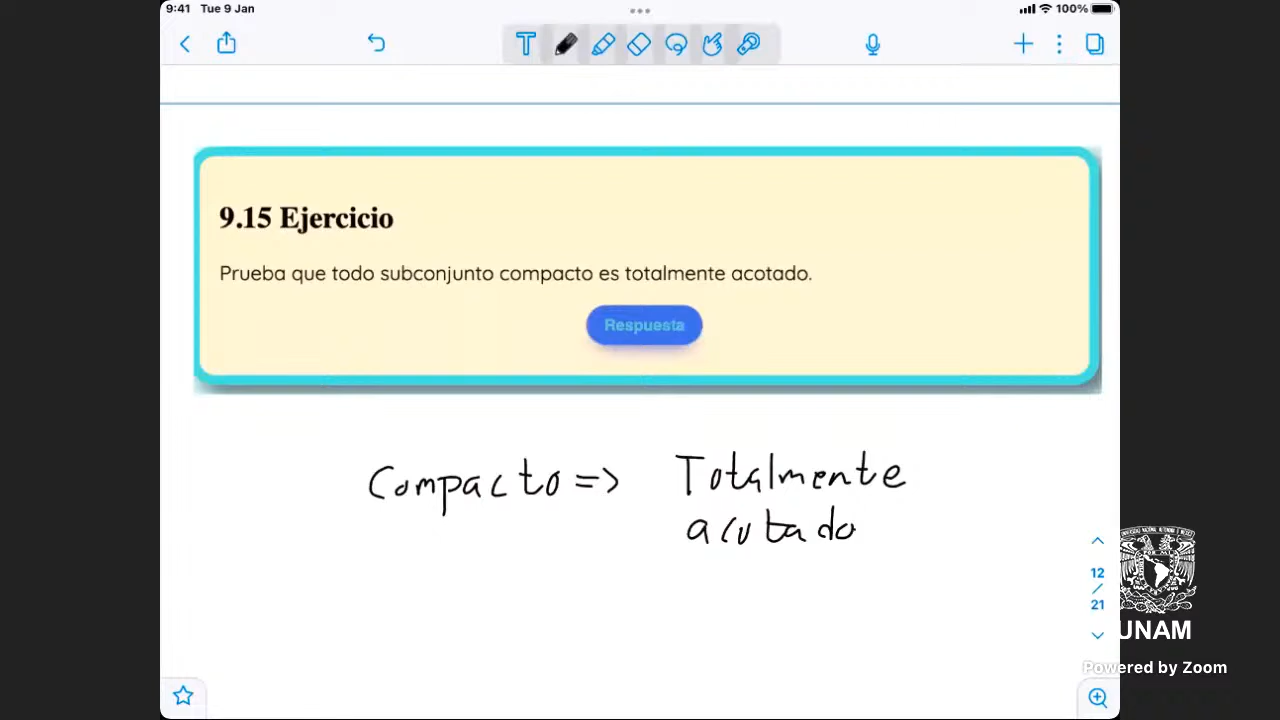 9:41 Tue 9 Jan
100%
9.15 Ejercicio
Prueba que todo subconjunto compacto es totalmente acotado.
Respuesta
Compacto => Totalmente
acotado
12
/
21
UNAM
Powered by Zoom